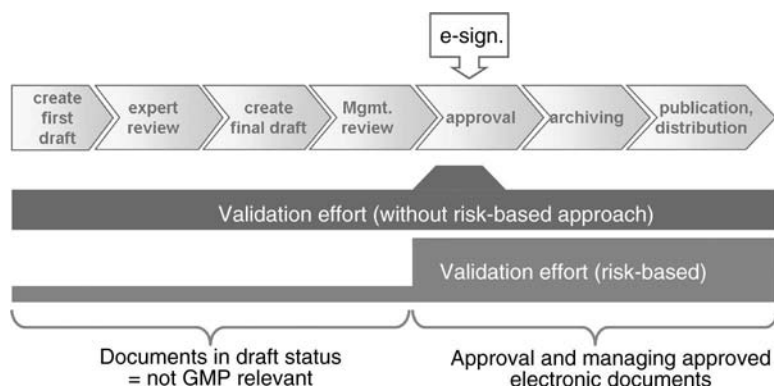 e-sign.
create
first
draft
expert
review
create
final draft
Mgmt.
review
approval
archiving
publication,
distribution
Validation effort (without risk-based approach)
Validation effort (risk-based)
Documents in draft status
= not GMP relevant
Approval and managing approved
electronic documents